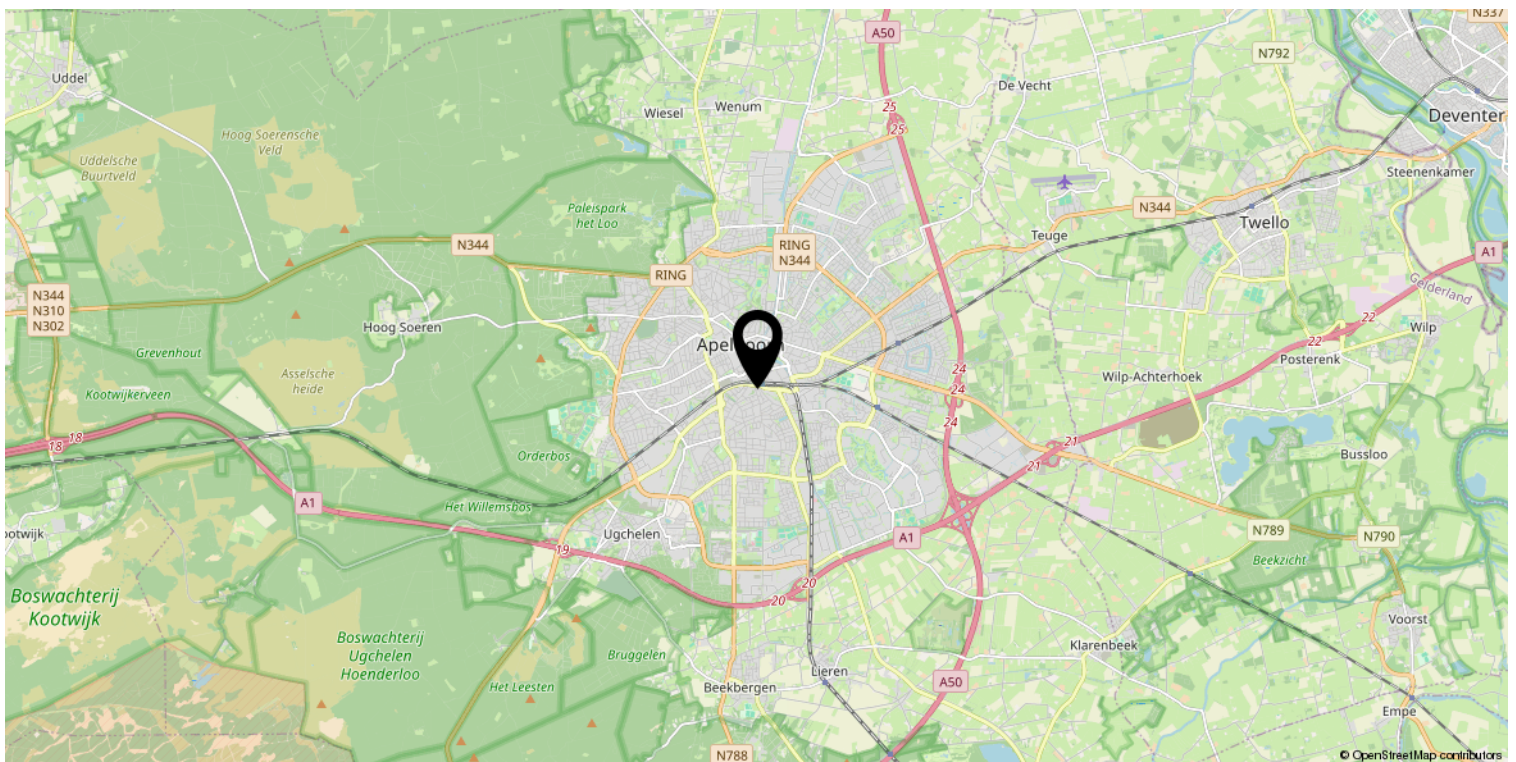 N337
A50
N792
Uddel
De Vecht
Wiesel
Wenum
25
25
Deventer
Hoog Soerensche
Veld
Uddelsche
Buurtveld
Steenenkamer
Paleispark
het Loo
N344
Twello
Teuge
N344
RING
N344
A1
RING
Gelderland
N344
N310
N302
Hoog Soeren
22
22
Wilp
Grevenhout
Posterenk
Asselsche
heide
24
24
24
Wilp-Achterhoek
Kootwijkerveen
18
18
21
21
Orderbos
Bussloo
A1
Het Willemsbos
Ugchelen
19
A1
N789
N790
ootwijk
Beekzicht
20
20
Boswachterij
Kootwijk
Boswachterij
Ugchelen
Hoenderloo
Voorst
Bruggelen
Klarenbeek
Lieren
Het Leesten
Beekbergen
A50
Empe
N788
© OpenStreetMap contributors